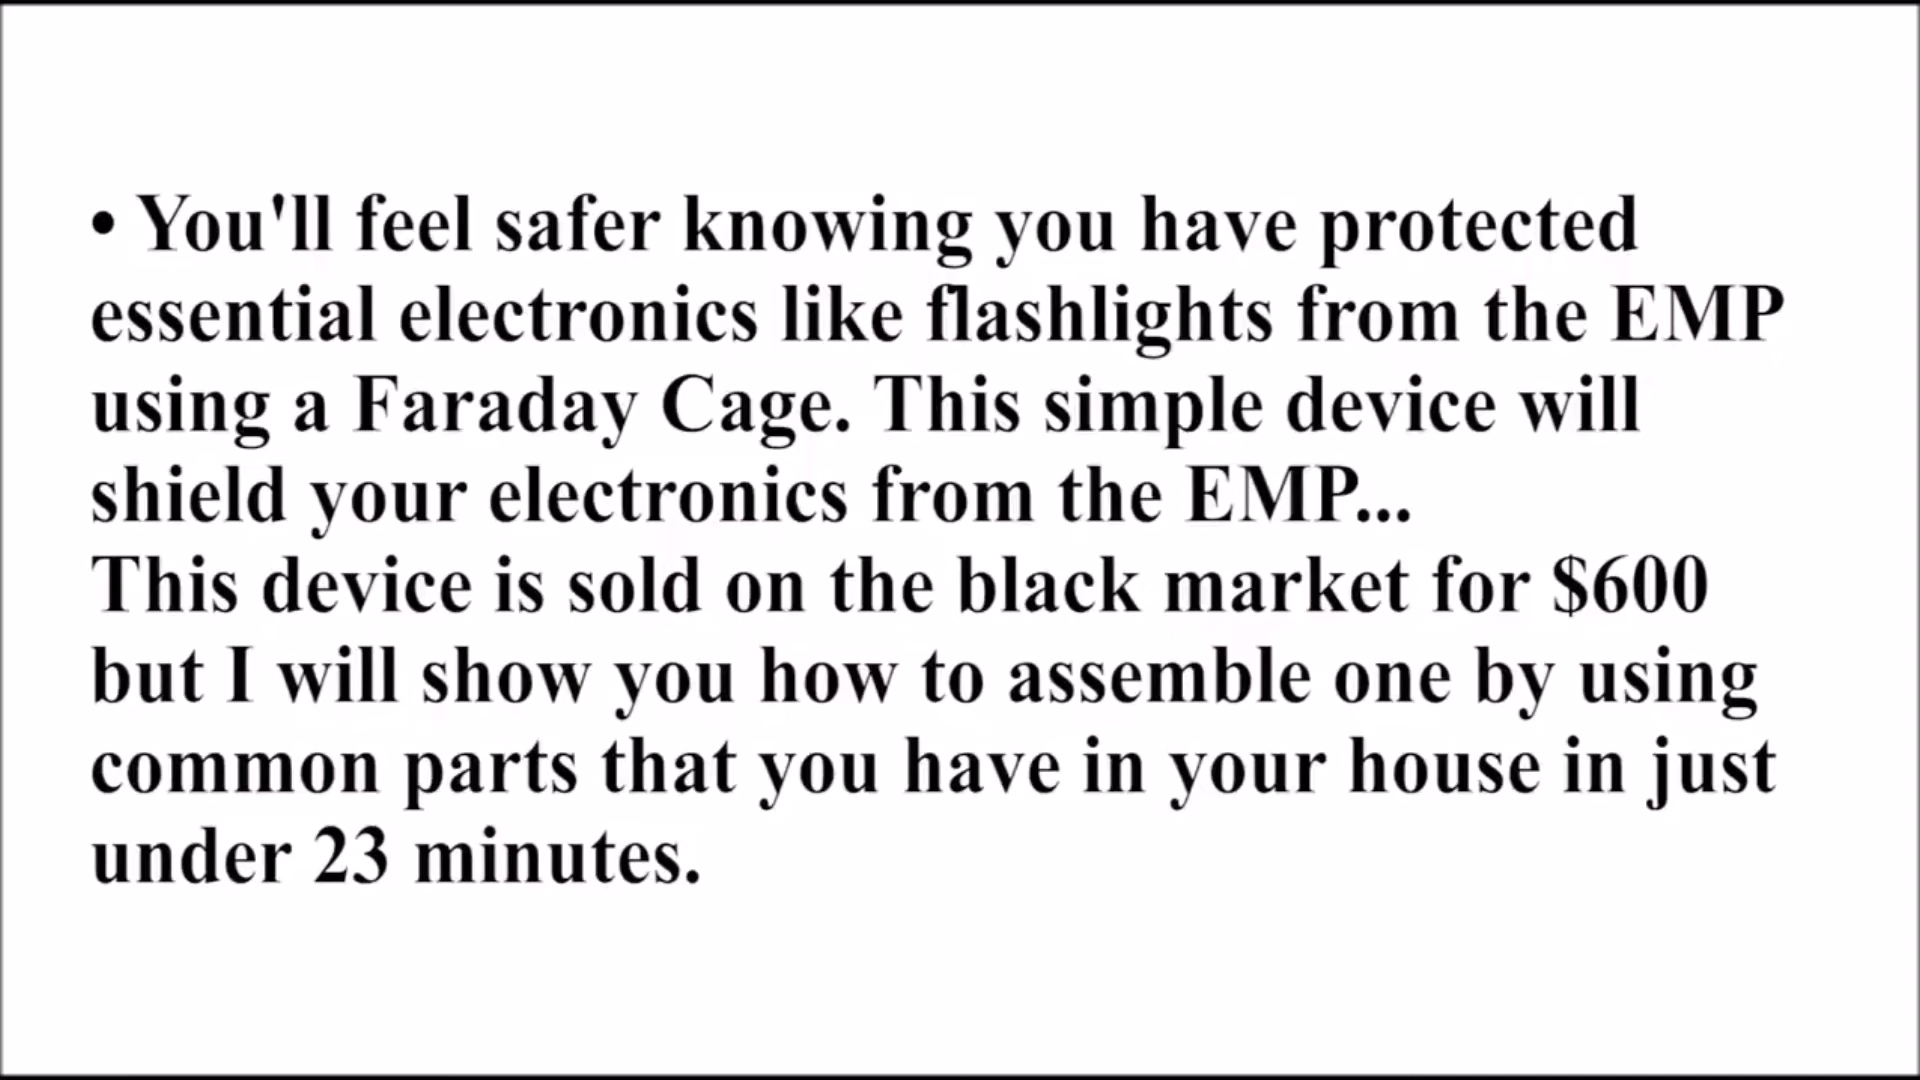 • You'll feel safer knowing you have protected
essential electronics like flashlights from the EMP
using a Faraday Cage. This simple device will
shield your electronics from the EMP...
This device is sold on the black market for $600
but I will show you how to assemble one by using
common parts that you have in your house in just
under 23 minutes.